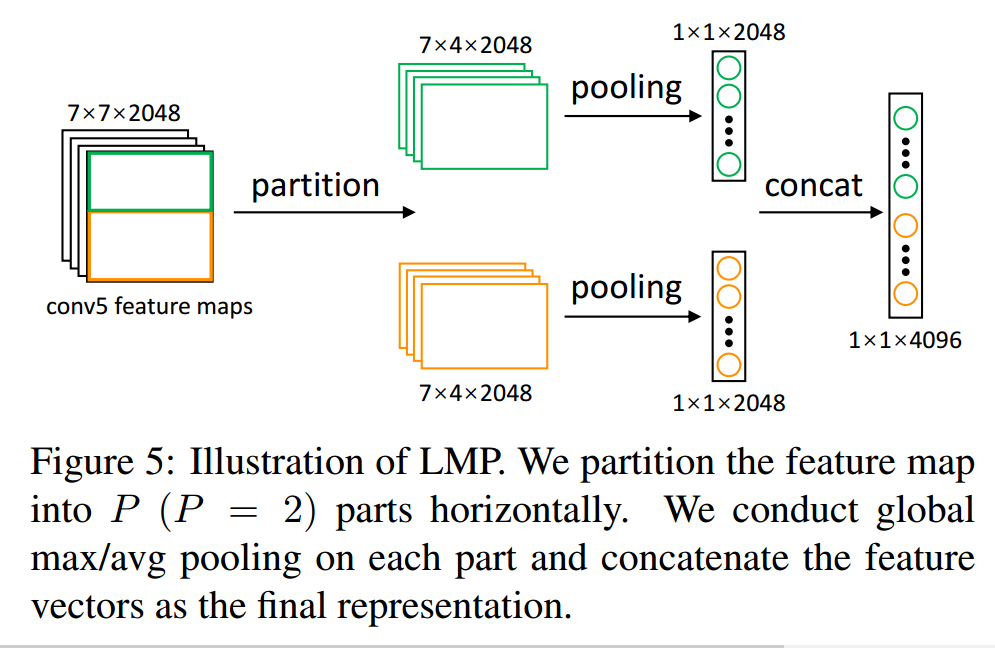 7×7×2048
conv5 feature maps
partition
7×4×2048
pooling
1×1×2048
7×4×2048
pooling
1×1×2048
concat
1×1×4096
Figure 5: Illustration of LMP. We partition the feature map
into P (P = 2) parts horizontally. We conduct global
max/avg pooling on each part and concatenate the feature
vectors as the final representation.